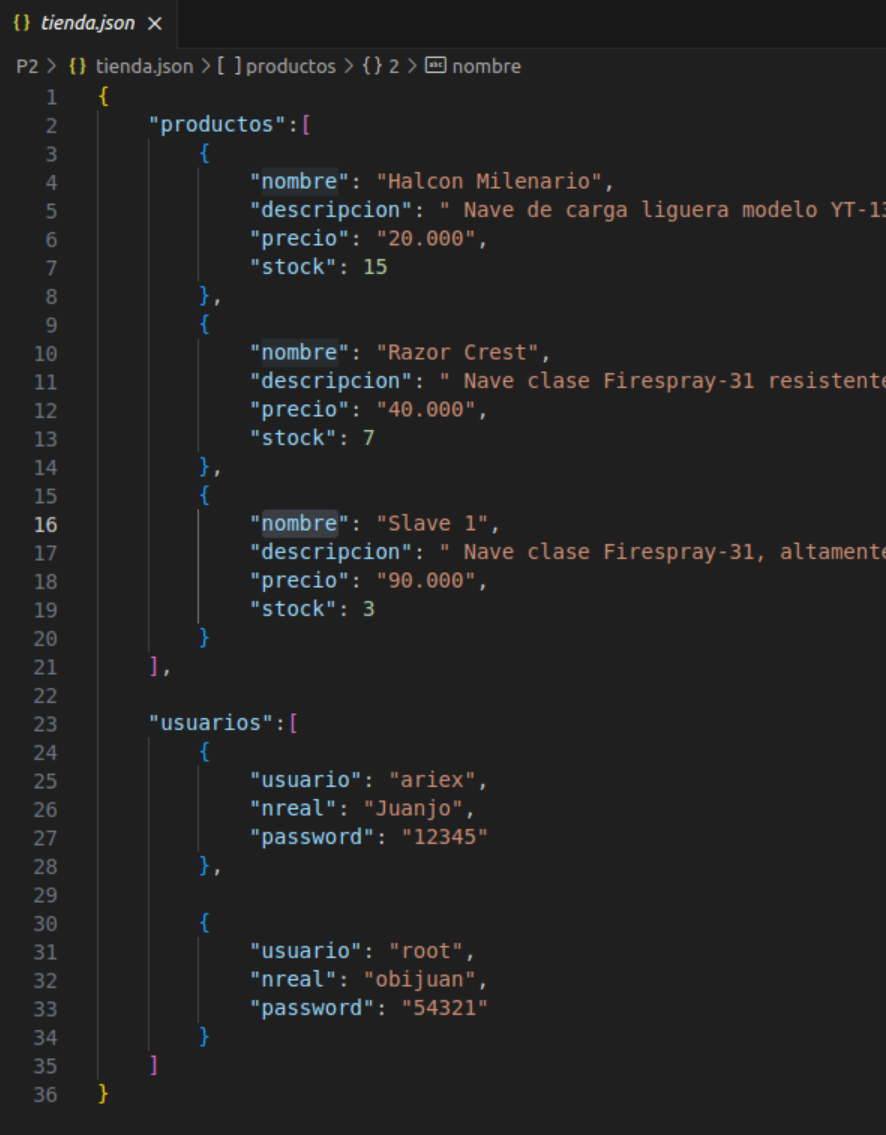 {} tienda.json ×
P2 > {} tienda.json > [ ] productos > {} 2 > abc nombre
1 {
2 "productos":[
3 {
4 "nombre": "Halcon Milenario",
5 "descripcion": " Nave de carga liguera modelo YT-13
6 "precio": "20.000",
7 "stock": 15
8 },
9 {
10 "nombre": "Razor Crest",
11 "descripcion": " Nave clase Firespray-31 resistente
12 "precio": "40.000",
13 "stock": 7
14 },
15 {
16 "nombre": "Slave 1",
17 "descripcion": " Nave clase Firespray-31, altamente
18 "precio": "90.000",
19 "stock": 3
20 }
21 ],
22
23 "usuarios":[
24 {
25 "usuario": "ariex",
26 "nreal": "Juanjo",
27 "password": "12345"
28 },
29
30 {
31 "usuario": "root",
32 "nreal": "obijuan",
33 "password": "54321"
34 }
35 ]
36 }